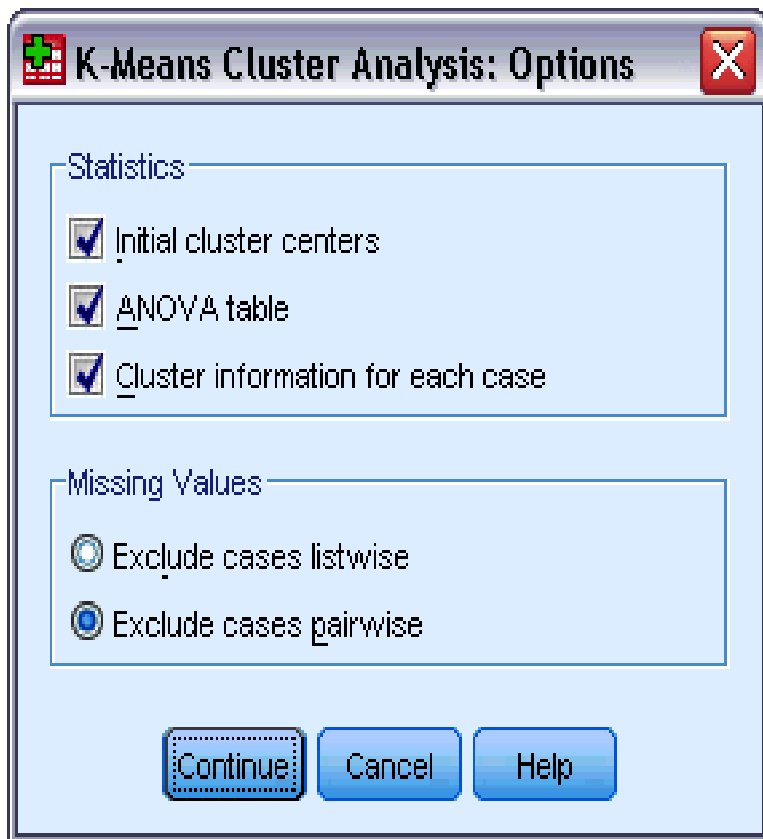 K-Means Cluster Analysis: Options
Statistics
Initial cluster centers
ANOVA table
Cluster information for each case
Missing Values
Exclude cases listwise
Exclude cases pairwise
Continue Cancel Help